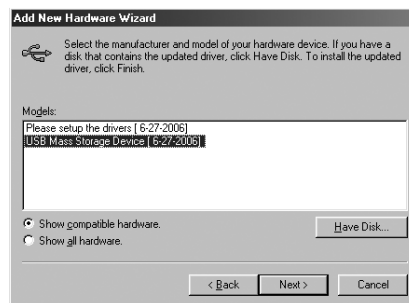 Add New Hardware Wizard
Select the manufacturer and model of your hardware device. If you have a
disk that contains the updated driver, click Have Disk. To install the updated
driver, click Finish.
Models:
Please setup the drivers [ 6-27-2006]
USB Mass Storage Device [ 6-27-2006]
Show compatible hardware.
Show all hardware.
Have Disk...
< Back
Next >
Cancel